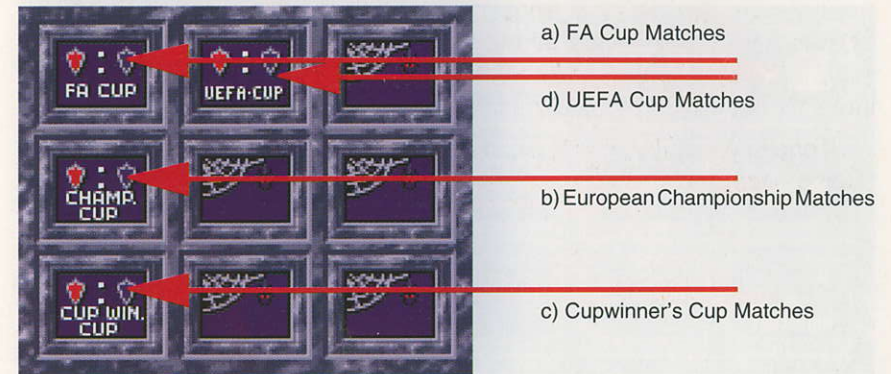 FA CUP
UEFA·CUP
CHAMP.
CUP
CUP WIN.
CUP
a) FA Cup Matches
d) UEFA Cup Matches
b) European Championship Matches
c) Cupwinner's Cup Matches